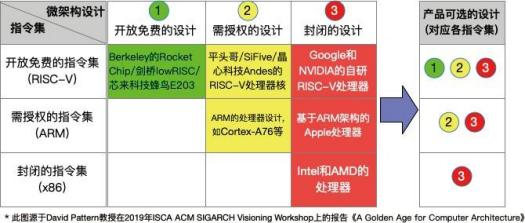 微架构设计
指令集
1
开放免费的设计
2
需授权的设计
3
封闭的设计
产品可选的设计
(对应各指令集)
开放免费的指令集
(RISC-V)
Berkeley的Rocket
Chip/剑桥lowRISC/
芯来科技蜂鸟E203
平头哥/SiFive/晶
心科技Andes的
RISC-V处理器核
Google和
NVIDIA的自研
RISC-V处理器
1 2 3
需授权的指令集
(ARM)
ARM的处理器设计,
如Cortex-A76等
基于ARM架构的
Apple处理器
2 3
封闭的指令集
(x86)
Intel和AMD的
处理器
3
* 此图源于David Pattern教授在2019年ISCA ACM SIGARCH Visioning Workshop上的报告《A Golden Age for Computer Architecture》